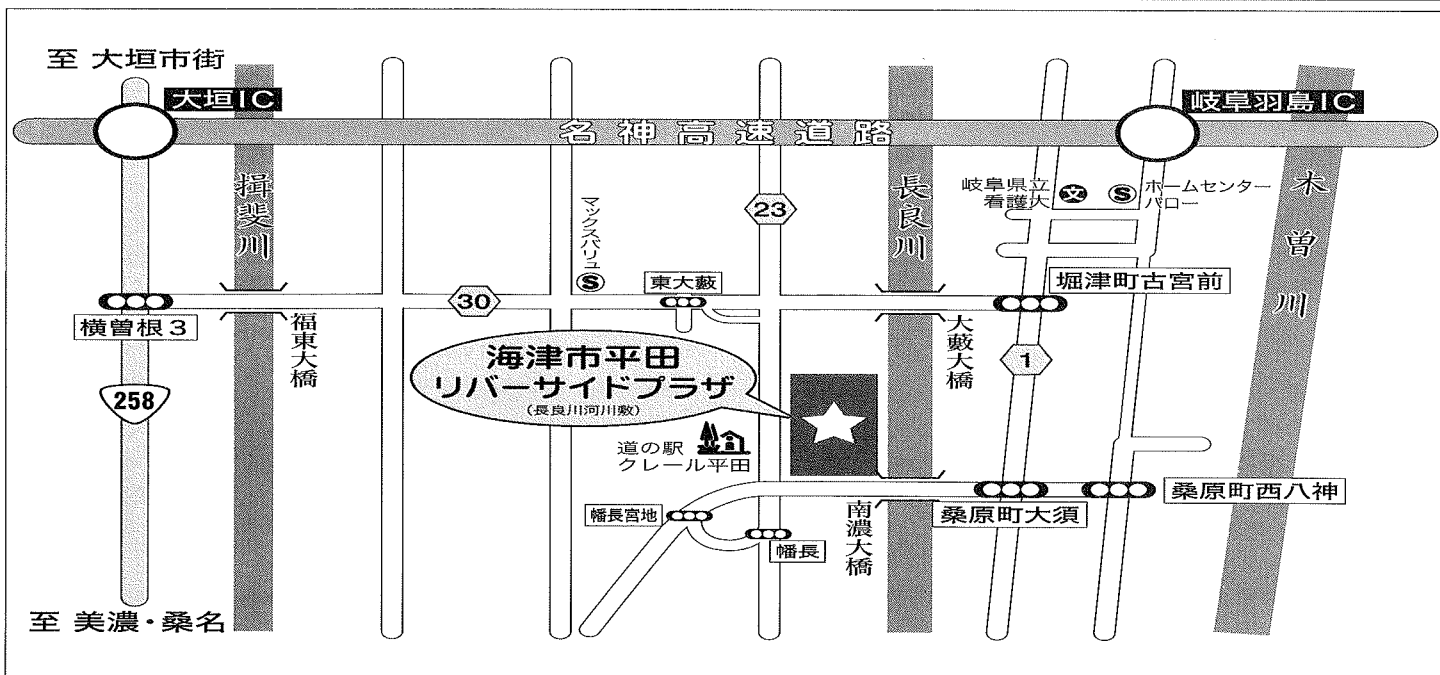 至 大垣市街
大垣IC
岐阜羽島IC
名神高速道路
揖斐川
長良川
木曽川
岐阜県立
看護大
文
S
ホームセンター
バロー
23
マックスバリュ
S
東大藪
30
堀津町古宮前
横曽根3
福東大橋
大藪大橋
1
258
海津市平田
リバーサイドプラザ
(長良川河川敷)
道の駅
クレール平田
幡長宮地
幡長
南濃大橋
桑原町大須
桑原町西八神
至 美濃・桑名